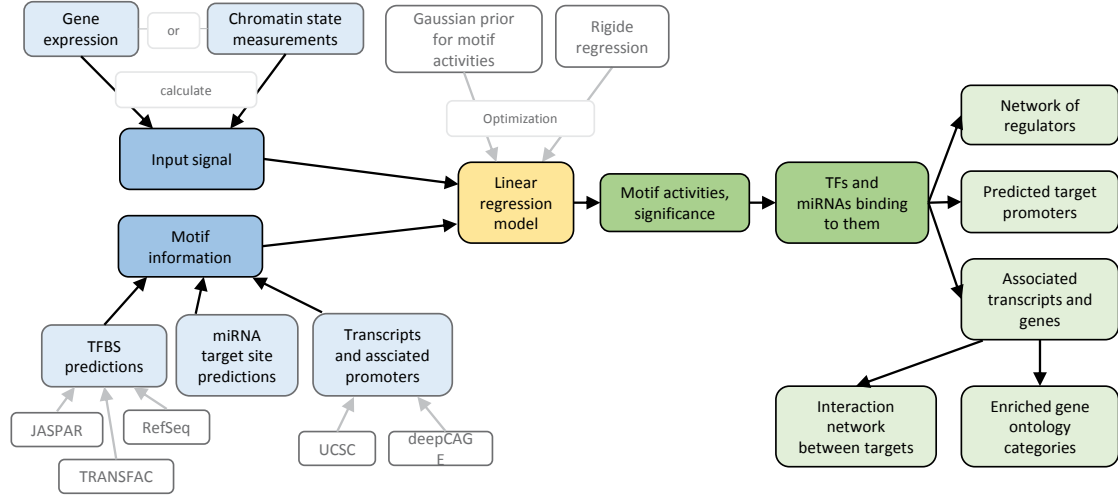 Gene
expression
or
Chromatin state
measurements
calculate
Input signal
Gaussian prior
for motif
activities
Rigide
regression
Optimization
Linear
regression
model
Motif activities,
significance
TFs and
miRNAs binding
to them
Network of
regulators
Predicted target
promoters
Associated
transcripts and
genes
Interaction
network
between targets
Enriched gene
ontology
categories
Motif
information
TFBS
predictions
miRNA
target site
predictions
Transcripts
and assciated
promoters
JASPAR
RefSeq
TRANSFAC
UCSC
deepCAG
E